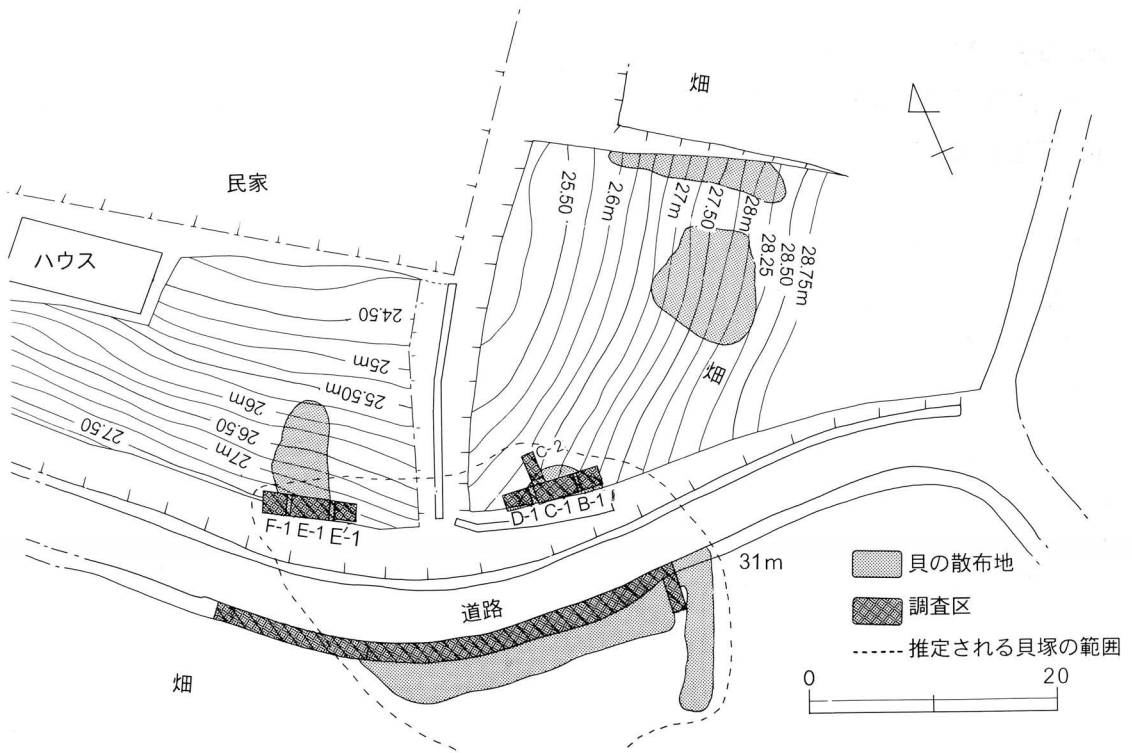 畑
民家
ハウス
25.50
2.6m
27m
27.50
28m
28.25
28.50
28.75m
畑
24.50
25m
25.50m
26m
26.50
27m
27.50
C-2
D-1 C-1 B-1
F-1 E-1 E'-1
道路
31m
畑
貝の散布地
調査区
推定される貝塚の範囲
0 20